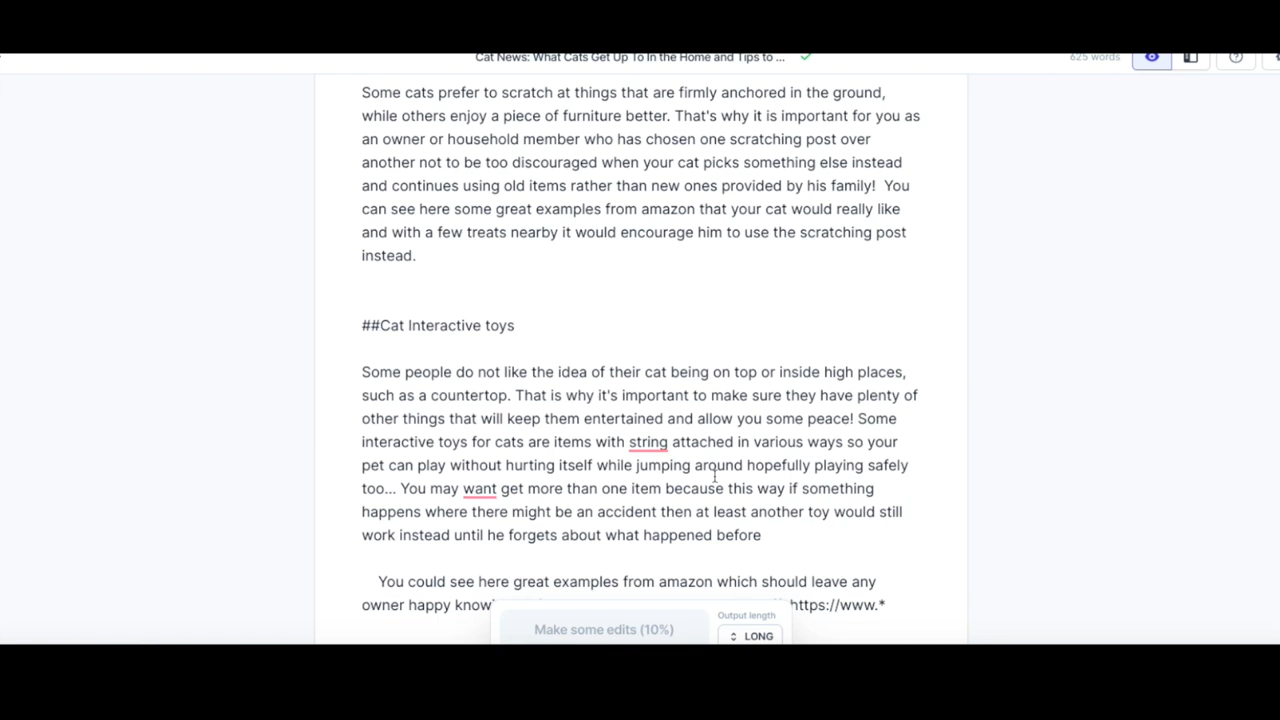 Cat News: What Cats Get Up To In the Home and Tips to ...
625 words
Some cats prefer to scratch at things that are firmly anchored in the ground,
while others enjoy a piece of furniture better. That's why it is important for you as
an owner or household member who has chosen one scratching post over
another not to be too discouraged when your cat picks something else instead
and continues using old items rather than new ones provided by his family!  You
can see here some great examples from amazon that your cat would really like
and with a few treats nearby it would encourage him to use the scratching post
instead.
##Cat Interactive toys
Some people do not like the idea of their cat being on top or inside high places,
such as a countertop. That is why it's important to make sure they have plenty of
other things that will keep them entertained and allow you some peace! Some
interactive toys for cats are items with string attached in various ways so your
pet can play without hurting itself while jumping around hopefully playing safely
too... You may want get more than one item because this way if something
happens where there might be an accident then at least another toy would still
work instead until he forgets about what happened before
You could see here great examples from amazon which should leave any
owner happy https://www.*
Output length
Make some edits (10%)
LONG